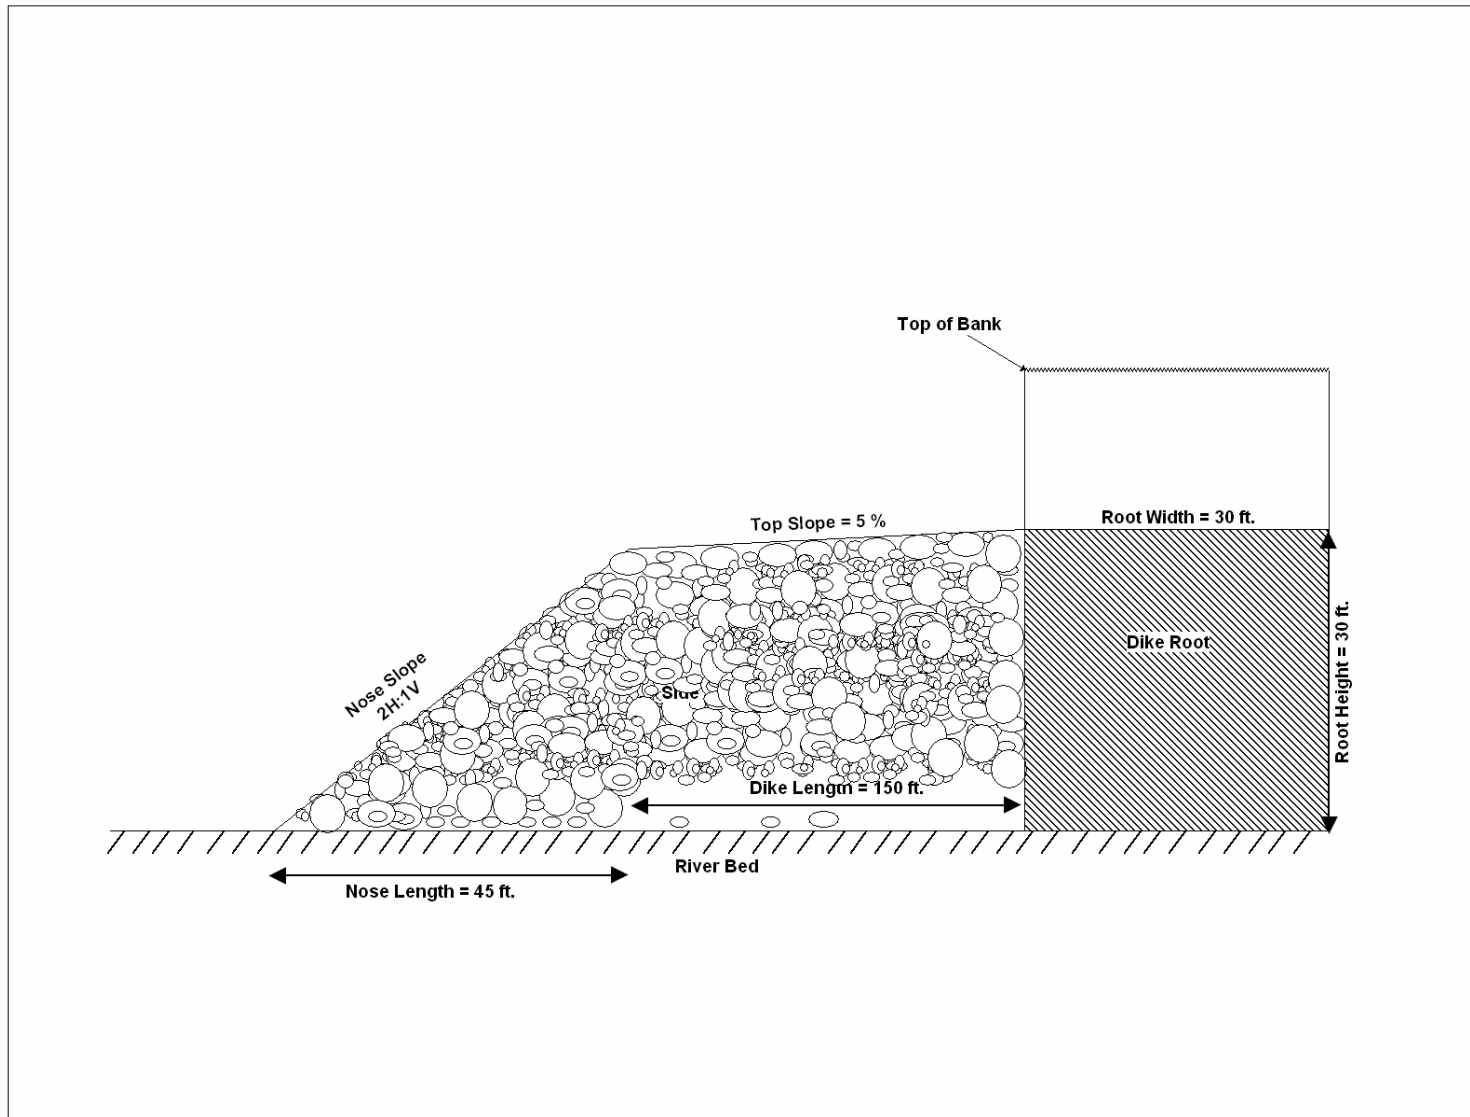 Top of Bank
Top Slope = 5 %
Root Width = 30 ft.
Nose Slope
2H:1V
Side
Dike Root
Root Height = 30 ft.
Dike Length = 150 ft.
River Bed
Nose Length = 45 ft.